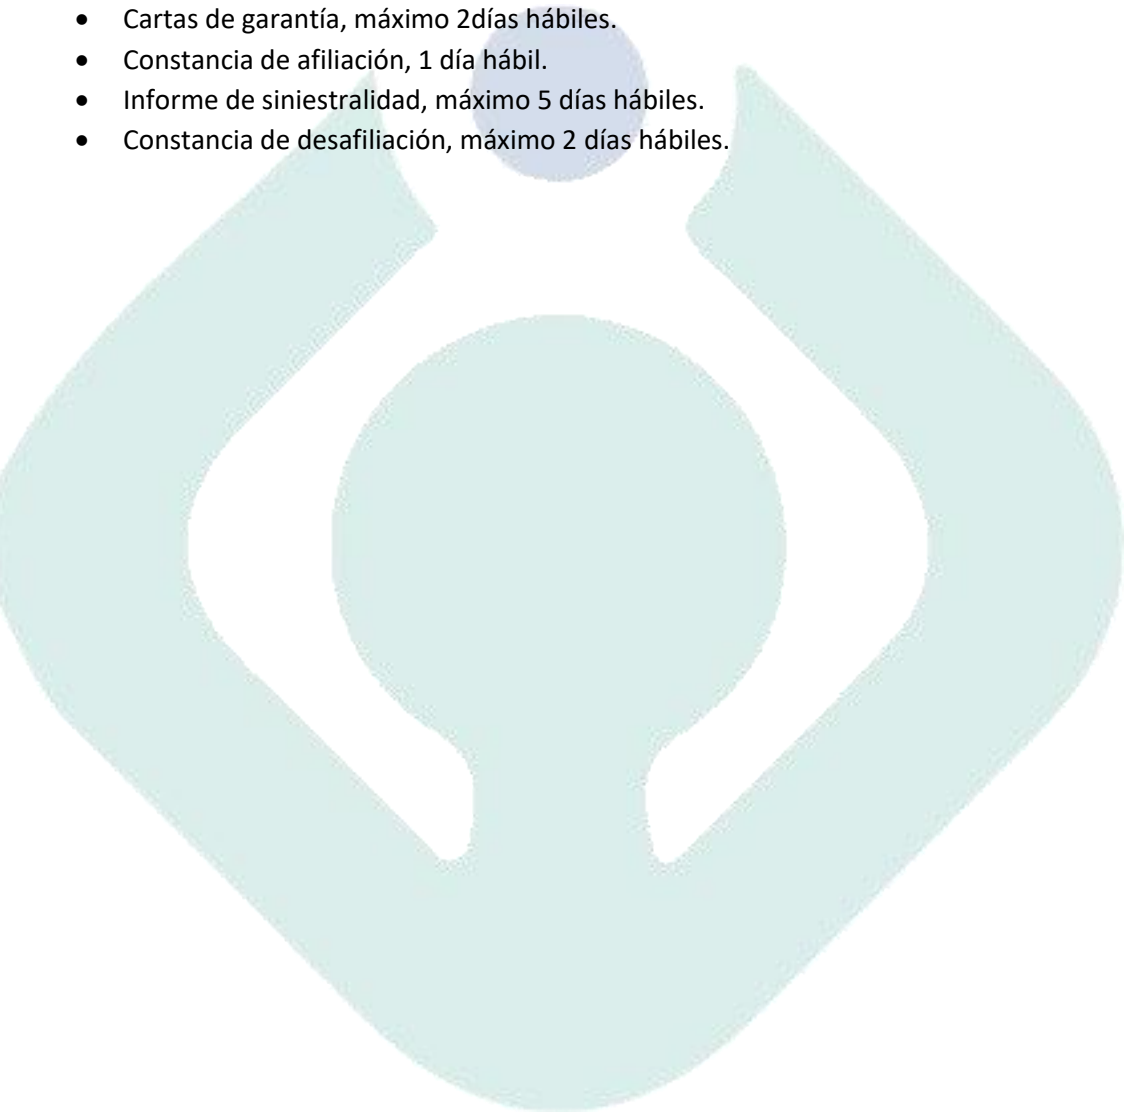 • Cartas de garantía, máximo 2días hábiles.
• Constancia de afiliación, 1 día hábil.
• Informe de siniestralidad, máximo 5 días hábiles.
• Constancia de desafiliación, máximo 2 días hábiles.